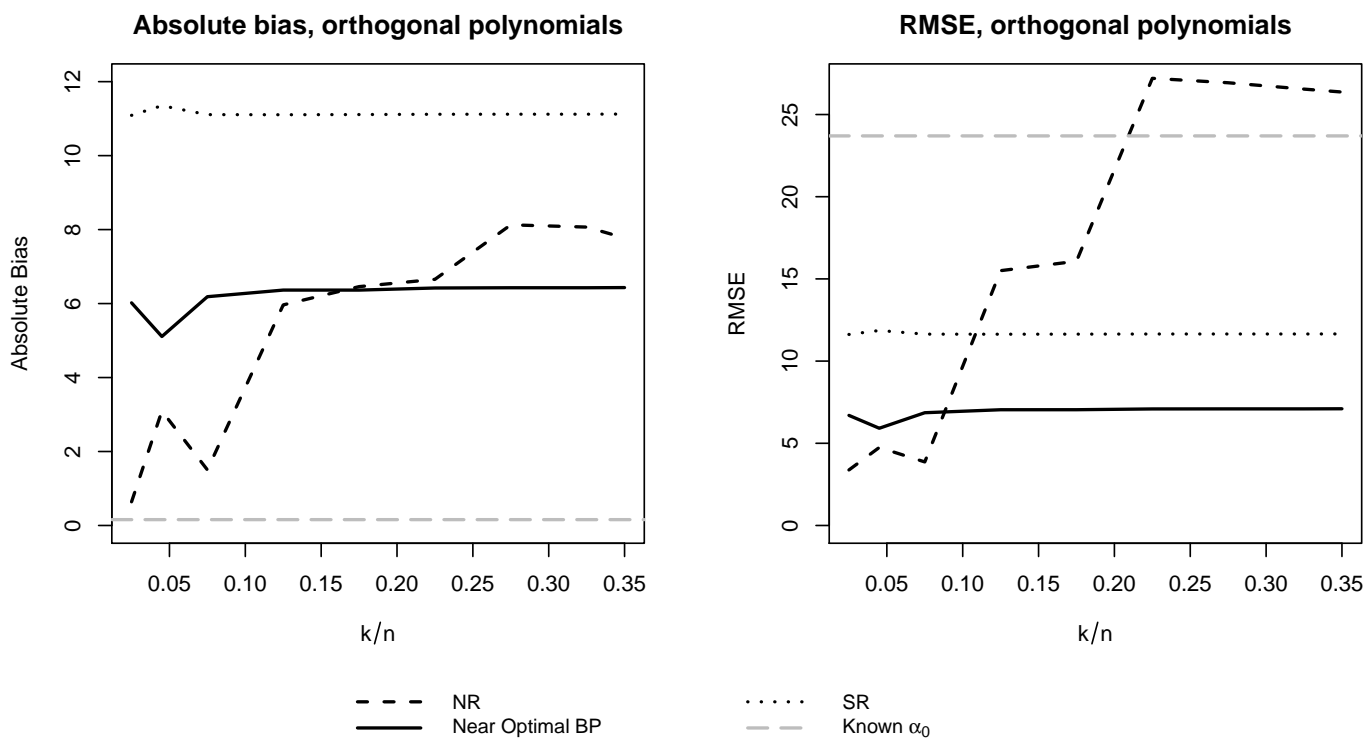 Absolute bias, orthogonal polynomials
Absolute Bias
0 2 4 6 8 10 12
0.05 0.10 0.15 0.20 0.25 0.30 0.35
k/n
RMSE, orthogonal polynomials
RMSE
0 5 10 15 20 25
0.05 0.10 0.15 0.20 0.25 0.30 0.35
k/n
NR
Near Optimal BP
SR
Known α₀